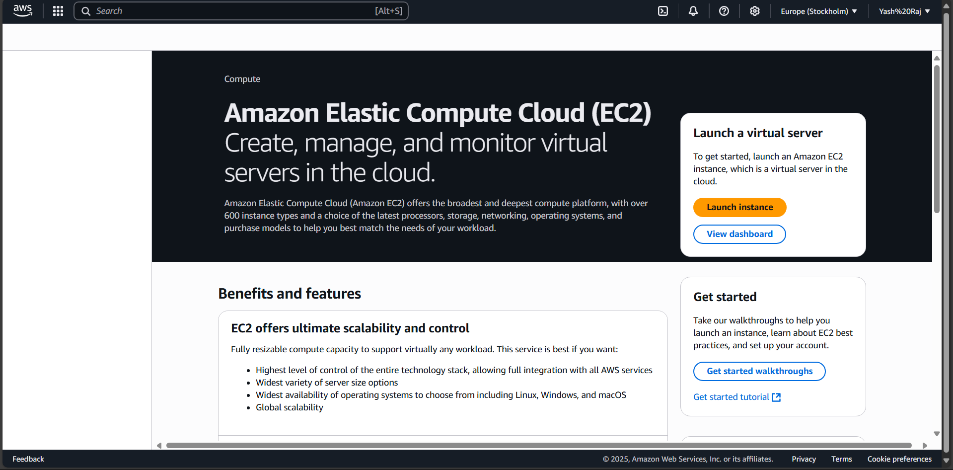 aws
Search [Alt+S]
Europe (Stockholm) Yash%20Raj
Compute
Amazon Elastic Compute Cloud (EC2)
Create, manage, and monitor virtual
servers in the cloud.
Amazon Elastic Compute Cloud (Amazon EC2) offers the broadest and deepest compute platform, with over
600 instance types and a choice of the latest processors, storage, networking, operating systems, and
purchase models to help you best match the needs of your workload.
Launch a virtual server
To get started, launch an Amazon EC2
instance, which is a virtual server in the
cloud.
Launch instance
View dashboard
Benefits and features
EC2 offers ultimate scalability and control
Fully resizable compute capacity to support virtually any workload. This service is best if you want:
• Highest level of control of the entire technology stack, allowing full integration with all AWS services
• Widest variety of server size options
• Widest availability of operating systems to choose from including Linux, Windows, and macOS
• Global scalability
Get started
Take our walkthroughs to help you
launch an instance, learn about EC2 best
practices, and set up your account.
Get started walkthroughs
Get started tutorial
Feedback
© 2025, Amazon Web Services, Inc. or its affiliates. Privacy Terms Cookie preferences